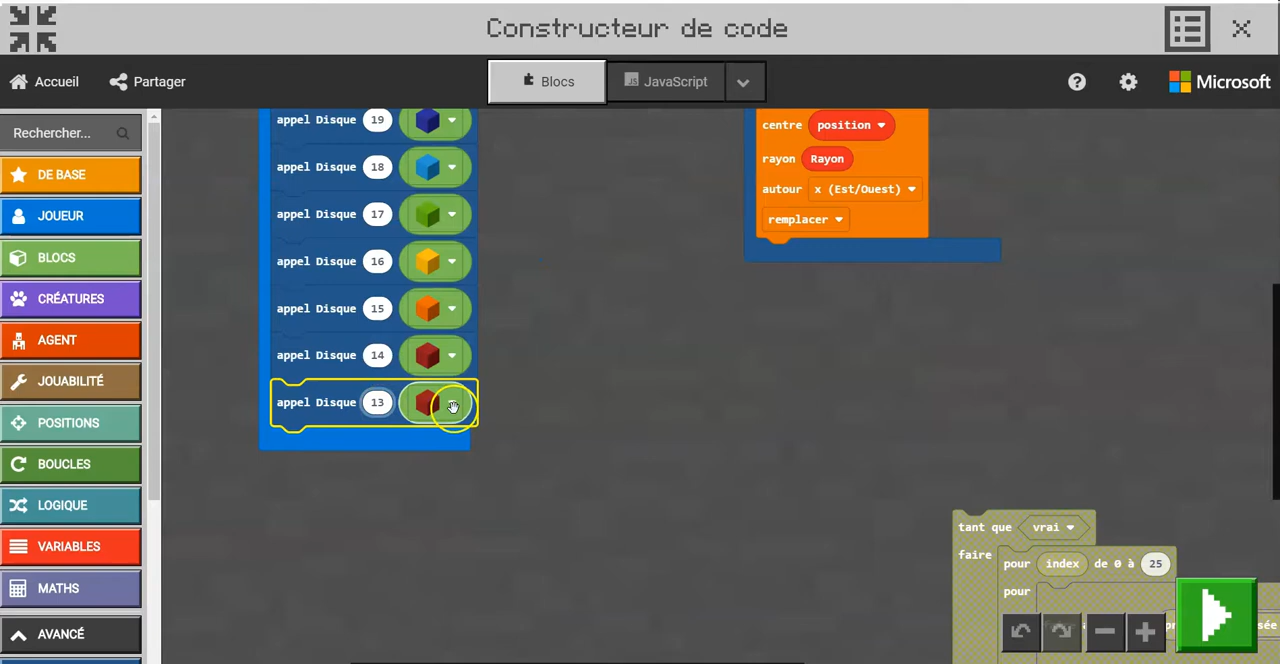 Constructeur de code
Accueil
Partager
Blocs
JS JavaScript
?
Microsoft
Rechercher...
DE BASE
JOUEUR
BLOCS
CRÉATURES
AGENT
JOUABILITÉ
POSITIONS
BOUCLES
LOGIQUE
VARIABLES
MATHS
AVANCÉ
appel Disque 19
appel Disque 18
appel Disque 17
appel Disque 16
appel Disque 15
appel Disque 14
appel Disque 13
centre position
rayon Rayon
autour x (Est/Ouest)
remplacer
tant que vrai
faire
pour index de 0 à 25
pour